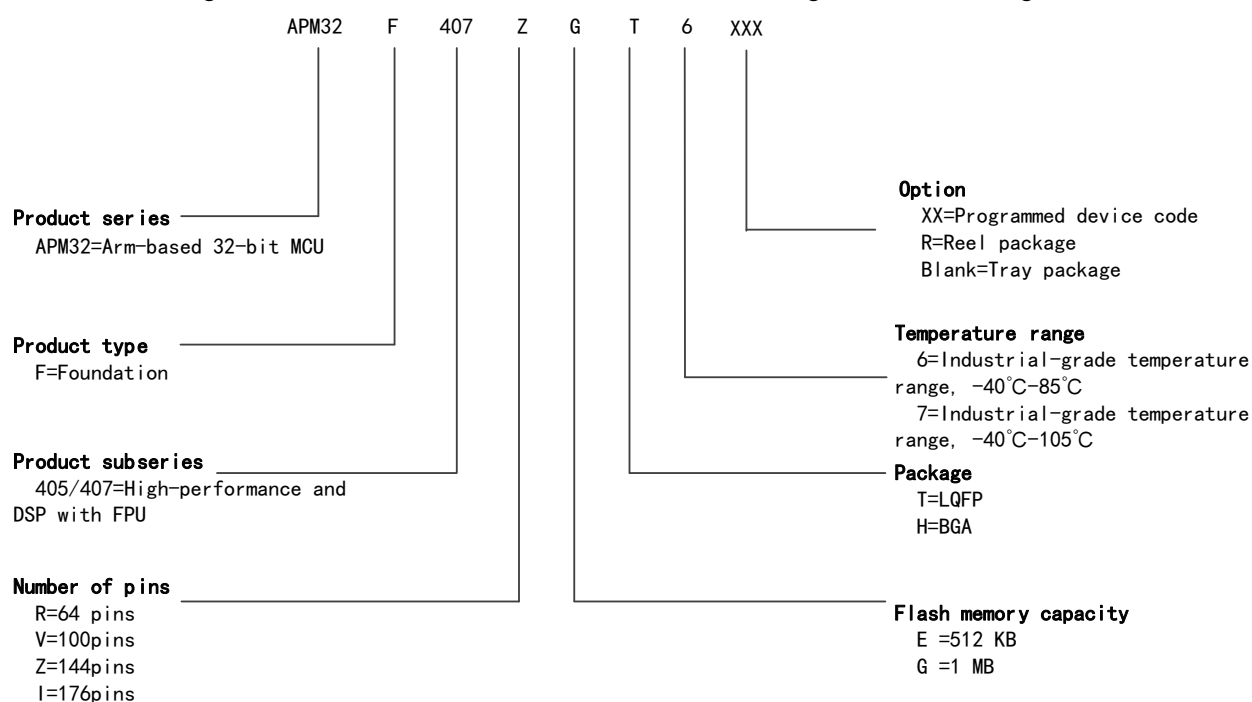 APM32 F 407 Z G T 6 XXX
Product series
APM32=Arm-based 32-bit MCU
Product type
F=Foundation
Product subseries
405/407=High-performance and
DSP with FPU
Number of pins
R=64 pins
V=100pins
Z=144pins
I=176pins
Option
XX=Programmed device code
R=Reel package
Blank=Tray package
Temperature range
6=Industrial-grade temperature
range, -40℃-85℃
7=Industrial-grade temperature
range, -40℃-105℃
Package
T=LQFP
H=BGA
Flash memory capacity
E =512 KB
G =1 MB